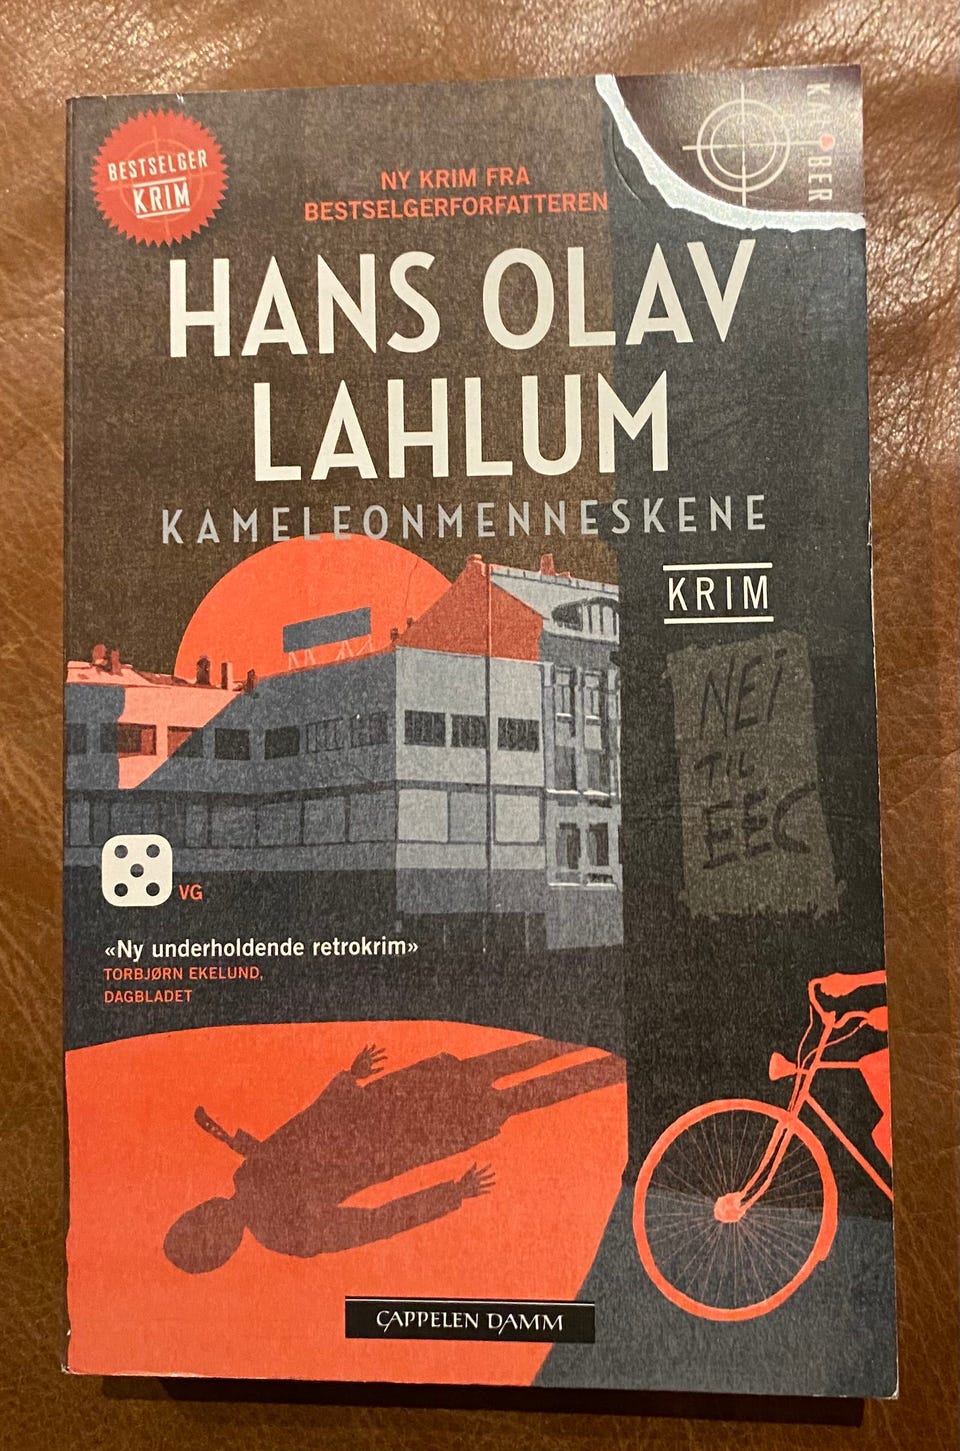 BESTSELGER
KRIM
NY KRIM FRA
BESTSELGERFORFATTEREN
HANS OLAV
LAHLUM
KAMELEONMENNESKENE
KRIM
NEi
TIL
EEC
VG
«Ny underholdende retrokrim»
TORBJØRN EKELUND,
DAGBLADET
CAPPELEN DAMM